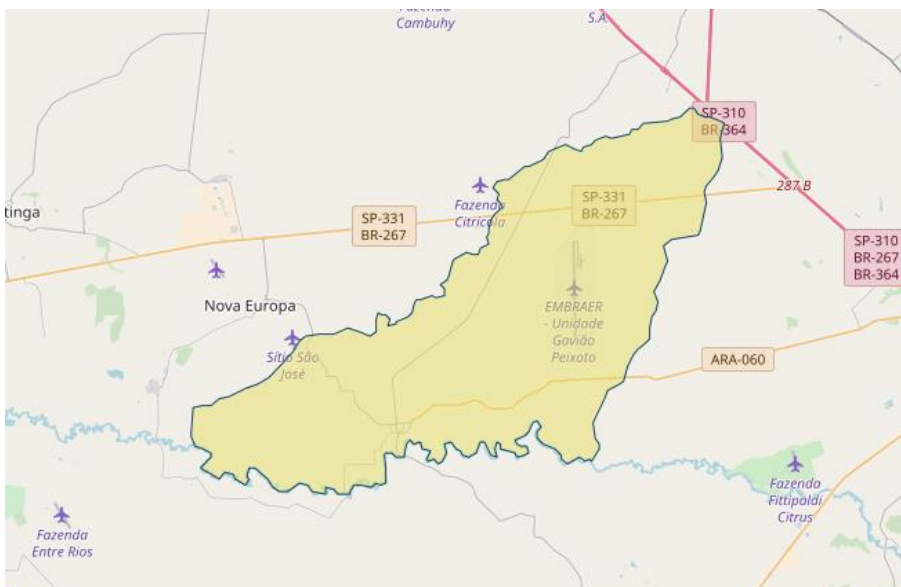 Fazenda
Cambuhy
S.A.
SP-310
BR-364
287 B
tinga
SP-331
BR-267
Fazenda
Citrícola
SP-331
BR-267
SP-310
BR-267
BR-364
Nova Europa
EMBRAER
- Unidade
Gavião
Peixoto
Sítio São
José
ARA-060
Fazenda
Fittipaldi
Citrus
Fazenda
Entre Rios